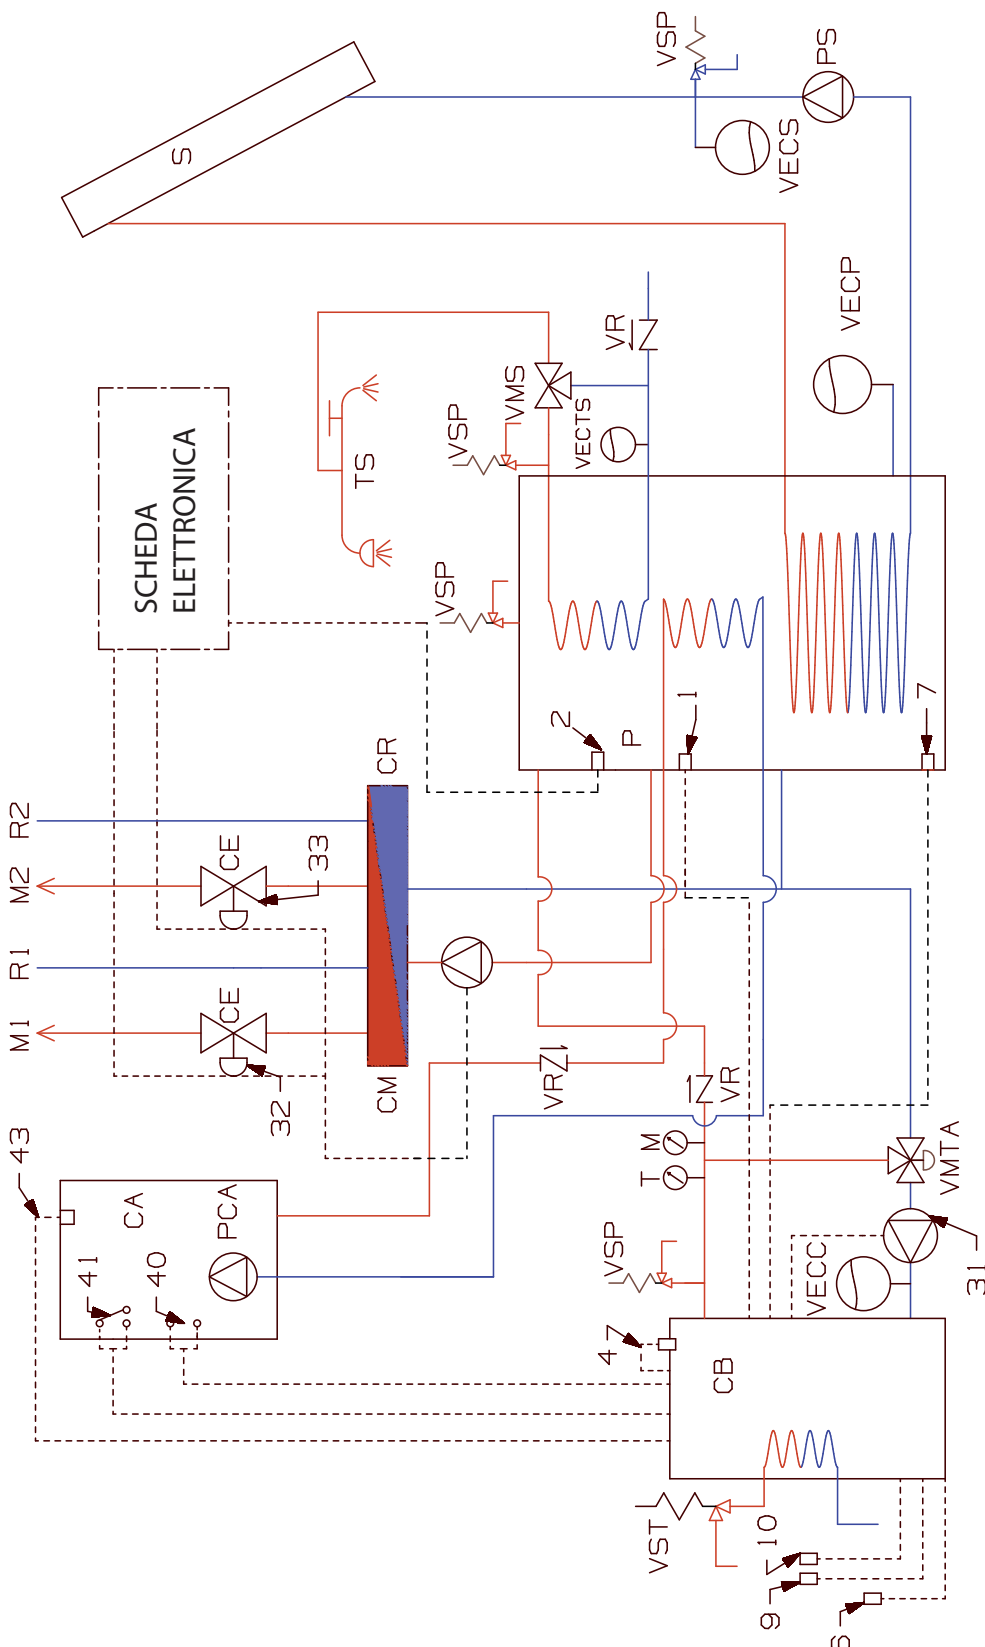 S
VSP
PS
VECS
VECP
VR
VMS
VECTS
VSP
TS
SCHEDA
ELETTRONICA
VSP
2
P
1
7
R2
M2
R1
M1
CE
33
CE
32
CR
CM
VR
VR
M
T
VMTA
31
VECC
VSP
43
CA
PCA
41
40
47
CB
VST
10
9
6